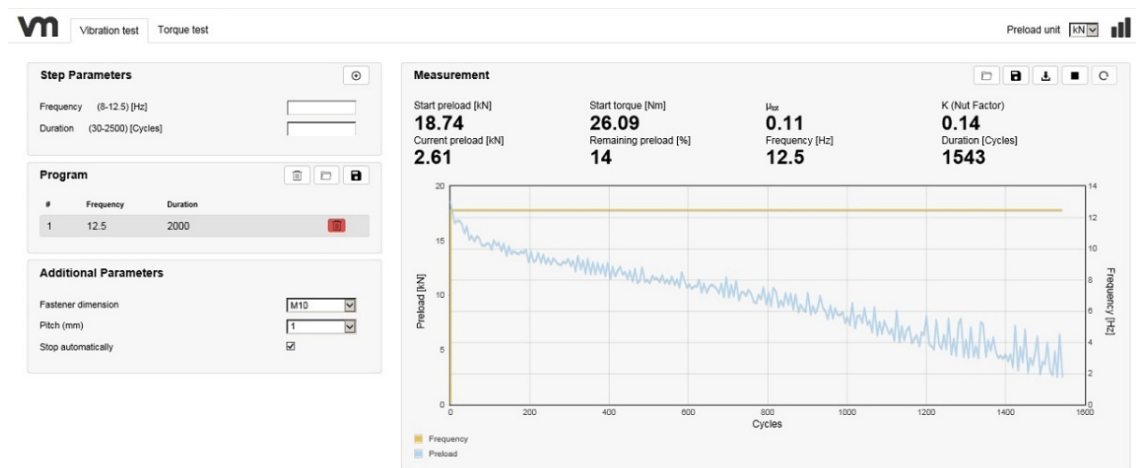 vm Vibration test Torque test Preload unit kN
Step Parameters
Frequency (8-12.5) [Hz]
Duration (30-2500) [Cycles]
Program
# Frequency Duration
1 12.5 2000
Additional Parameters
Fastener dimension M10
Pitch (mm) 1
Stop automatically
Measurement
Start preload [kN] Start torque [Nm] μtot K (Nut Factor)
18.74 26.09 0.11 0.14
Current preload [kN] Remaining preload [%] Frequency [Hz] Duration [Cycles]
2.61 14 12.5 1543
20 14
12
15
10
8
10
6
5
4
2
0 0
Preload [kN]
Frequency [Hz]
0 200 400 600 800 1000 1200 1400 1600
Cycles
Frequency
Preload